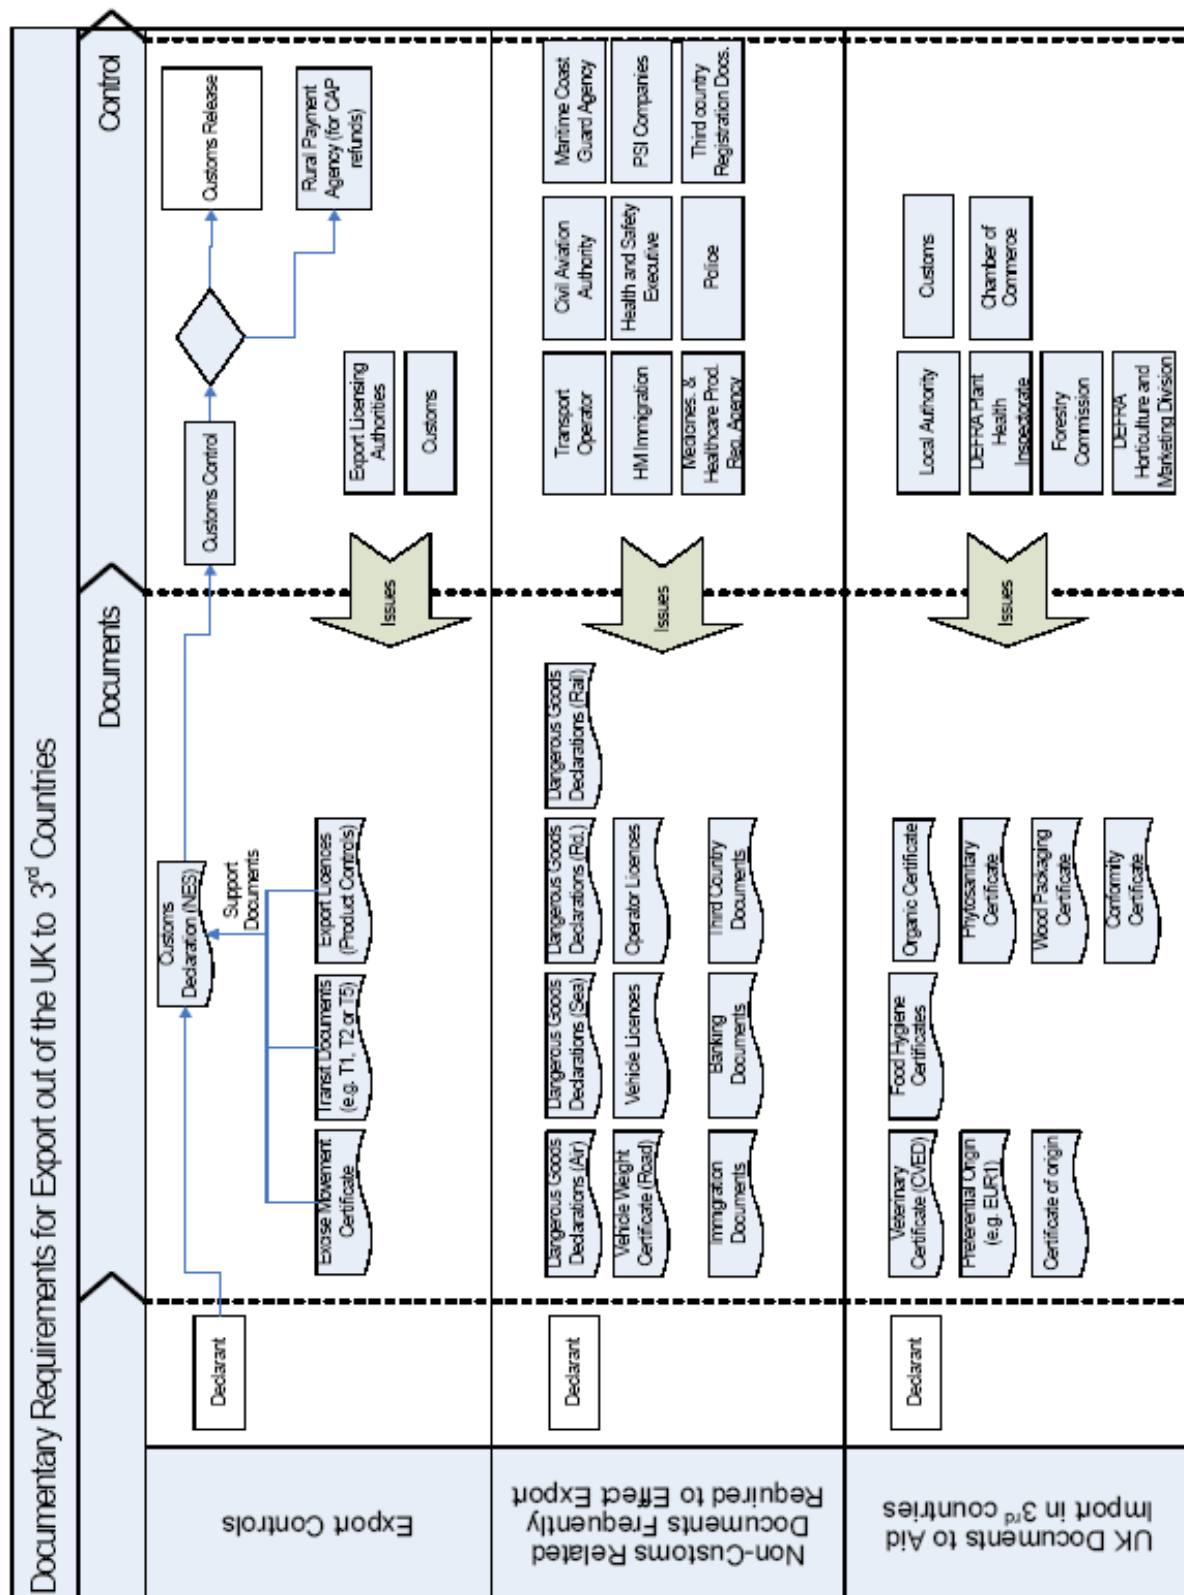 Documentary Requirements for Export out of the UK to 3rd Countries
Documents
Control
Export Controls
Declarant
Customs
Declaration (NES)
Support
Documents
Excise Movement
Certificate
Transit Documents
(e.g. T1, T2 or T5)
Export Licences
(Product Controls)
Issues
Customs Control
Export Licensing
Authorities
Customs
Customs Release
Rural Payment
Agency (for CAP
refunds)
Non-Customs Related
Documents Frequently
Required to Effect Export
Declarant
Dangerous Goods
Declarations (Air)
Dangerous Goods
Declarations (Sea)
Dangerous Goods
Declarations (Rd.)
Dangerous Goods
Declarations (Rail)
Vehicle Weight
Certificate (Road)
Vehicle Licences
Operator Licences
Immigration
Documents
Banking
Documents
Third Country
Documents
Issues
Transport
Operator
Civil Aviation
Authority
Maritime Coast
Guard Agency
HM Immigration
Health and Safety
Executive
PSI Companies
Medicines. &
Healthcare Prod.
Reg. Agency
Police
Third country
Registration Docs.
UK Documents to Aid
Import in 3rd countries
Declarant
Veterinary
Certificate (CVED)
Food Hygiene
Certificates
Organic Certificate
Preferential Origin
(e.g. EUR1)
Phytosanitary
Certificate
Certificate of origin
Wood Packaging
Certificate
Conformity
Certificate
Issues
Local Authority
Customs
DEFRA Plant
Health
Inspectorate
Chamber of
Commerce
Forestry
Commission
DEFRA
Horticulture and
Marketing Division